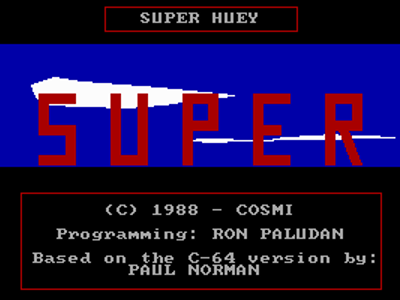 SUPER HUEY
SUPER
(C) 1988 - COSMI
Programming: RON PALUDAN
Based on the C-64 version by:
PAUL NORMAN